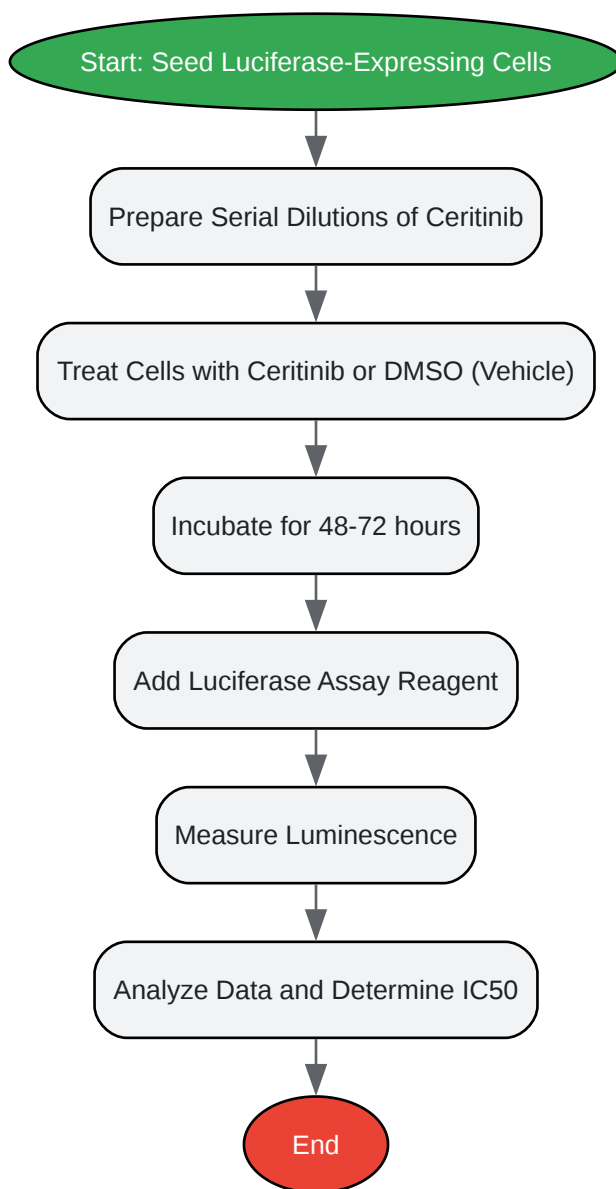 Start: Seed Luciferase-Expressing Cells
Prepare Serial Dilutions of Ceritinib
Treat Cells with Ceritinib or DMSO (Vehicle)
Incubate for 48-72 hours
Add Luciferase Assay Reagent
Measure Luminescence
Analyze Data and Determine IC50
End